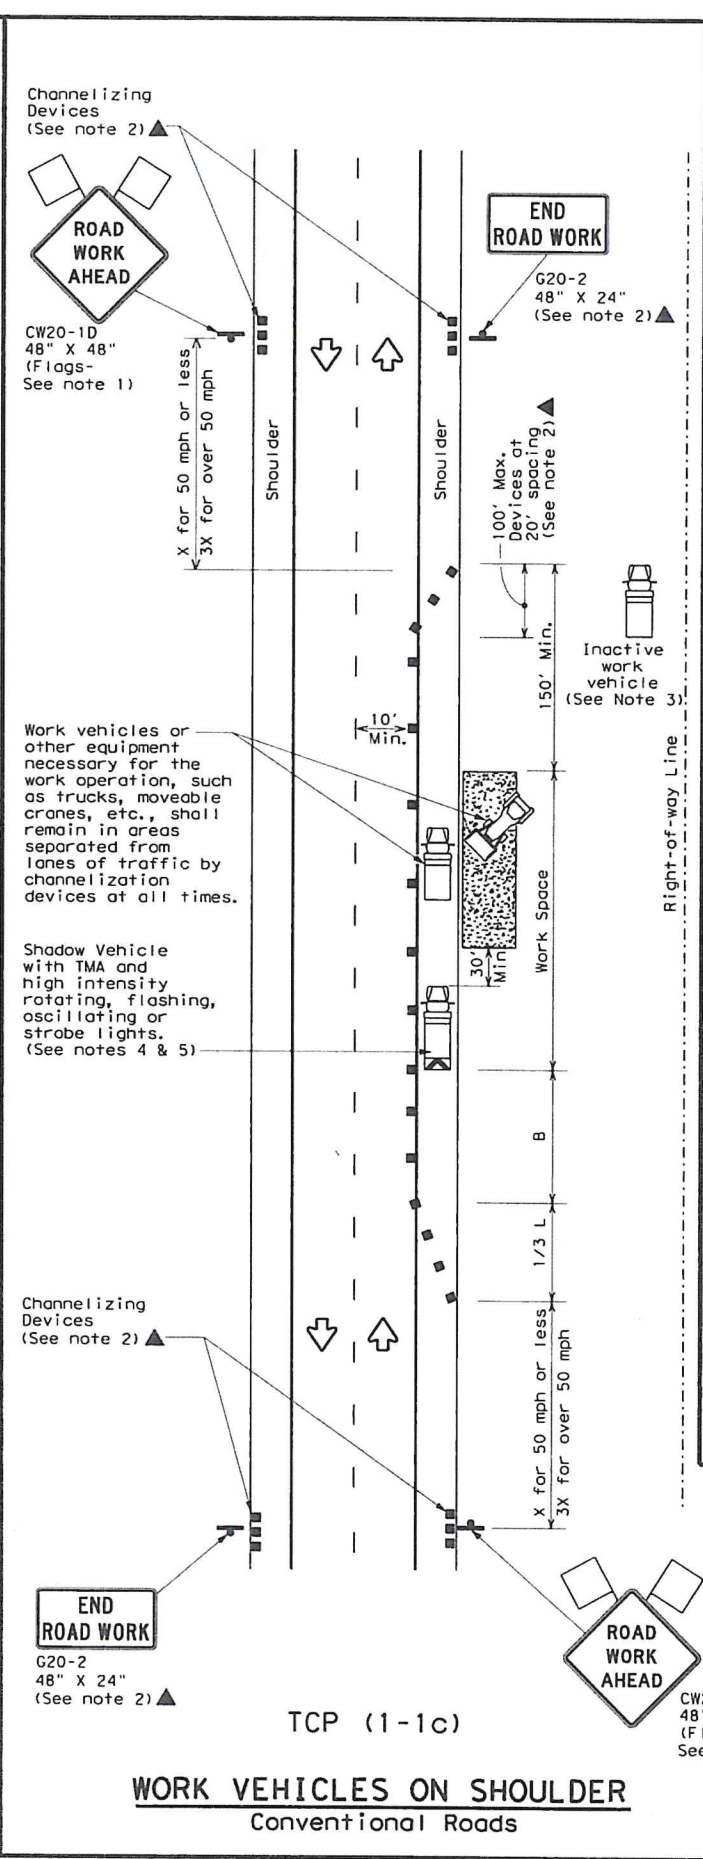 Channelizing
Devices
(See note 2)
ROAD
WORK
AHEAD
CW20-1D
48" X 48"
(Flags-
See note 1)
END
ROAD WORK
G20-2
48" X 24"
(See note 2)
X for 50 mph or less
3X for over 50 mph
Shoulder
Shoulder
100' Max.
Devices at
20' spacing
(See note 2)
150' Min.
Inactive
work
vehicle
(See Note 3)
10'
Min.
Work vehicles or
other equipment
necessary for the
work operation, such
as trucks, moveable
cranes, etc., shall
remain in areas
separated from
lanes of traffic by
channelization
devices at all times.
Right-of-way Line
Work Space
30'
Min
Shadow Vehicle
with TMA and
high intensity
rotating, flashing,
oscillating or
strobe lights.
(See notes 4 & 5)
B
1/3 L
Channelizing
Devices
(See note 2)
X for 50 mph or less
3X for over 50 mph
END
ROAD WORK
G20-2
48" X 24"
(See note 2)
ROAD
WORK
AHEAD
CW2
48"
(Fl
See
TCP (1-1c)
WORK VEHICLES ON SHOULDER
Conventional Roads